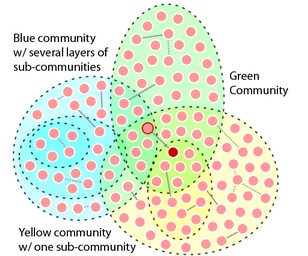 Blue community
w/ several layers of
sub-communities
Green
Community
Yellow community
w/ one sub-community